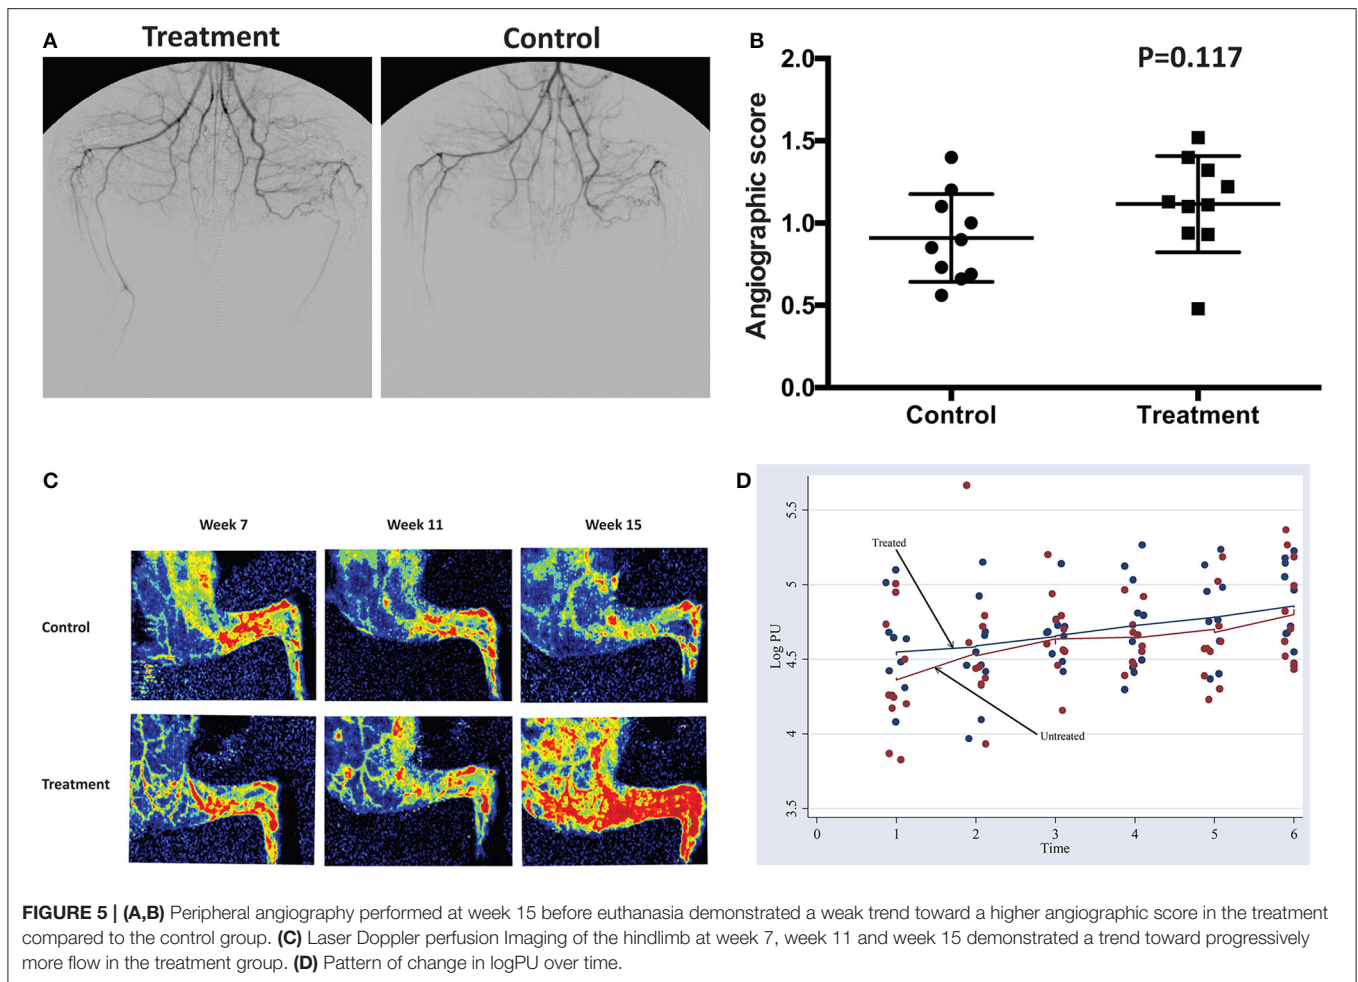 A
Treatment
Control
B
P=0.117
2.0
1.5
1.0
0.5
0.0
Angiographic score
Control
Treatment
C
Week 7
Week 11
Week 15
Control
Treatment
D
5.5
5
4.5
4
3.5
Log PU
Treated
Untreated
0
1
2
3
4
5
6
Time
FIGURE 5 | (A,B) Peripheral angiography performed at week 15 before euthanasia demonstrated a weak trend toward a higher angiographic score in the treatment
compared to the control group. (C) Laser Doppler perfusion Imaging of the hindlimb at week 7, week 11 and week 15 demonstrated a trend toward progressively
more flow in the treatment group. (D) Pattern of change in logPU over time.